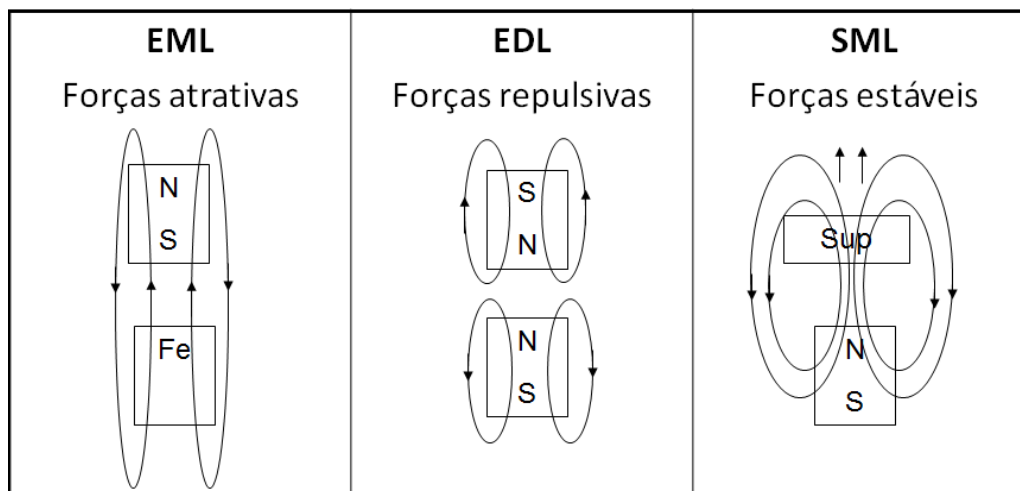 EML
Forças atrativas
N
S
Fe
EDL
Forças repulsivas
S
N
N
S
SML
Forças estáveis
Sup
N
S